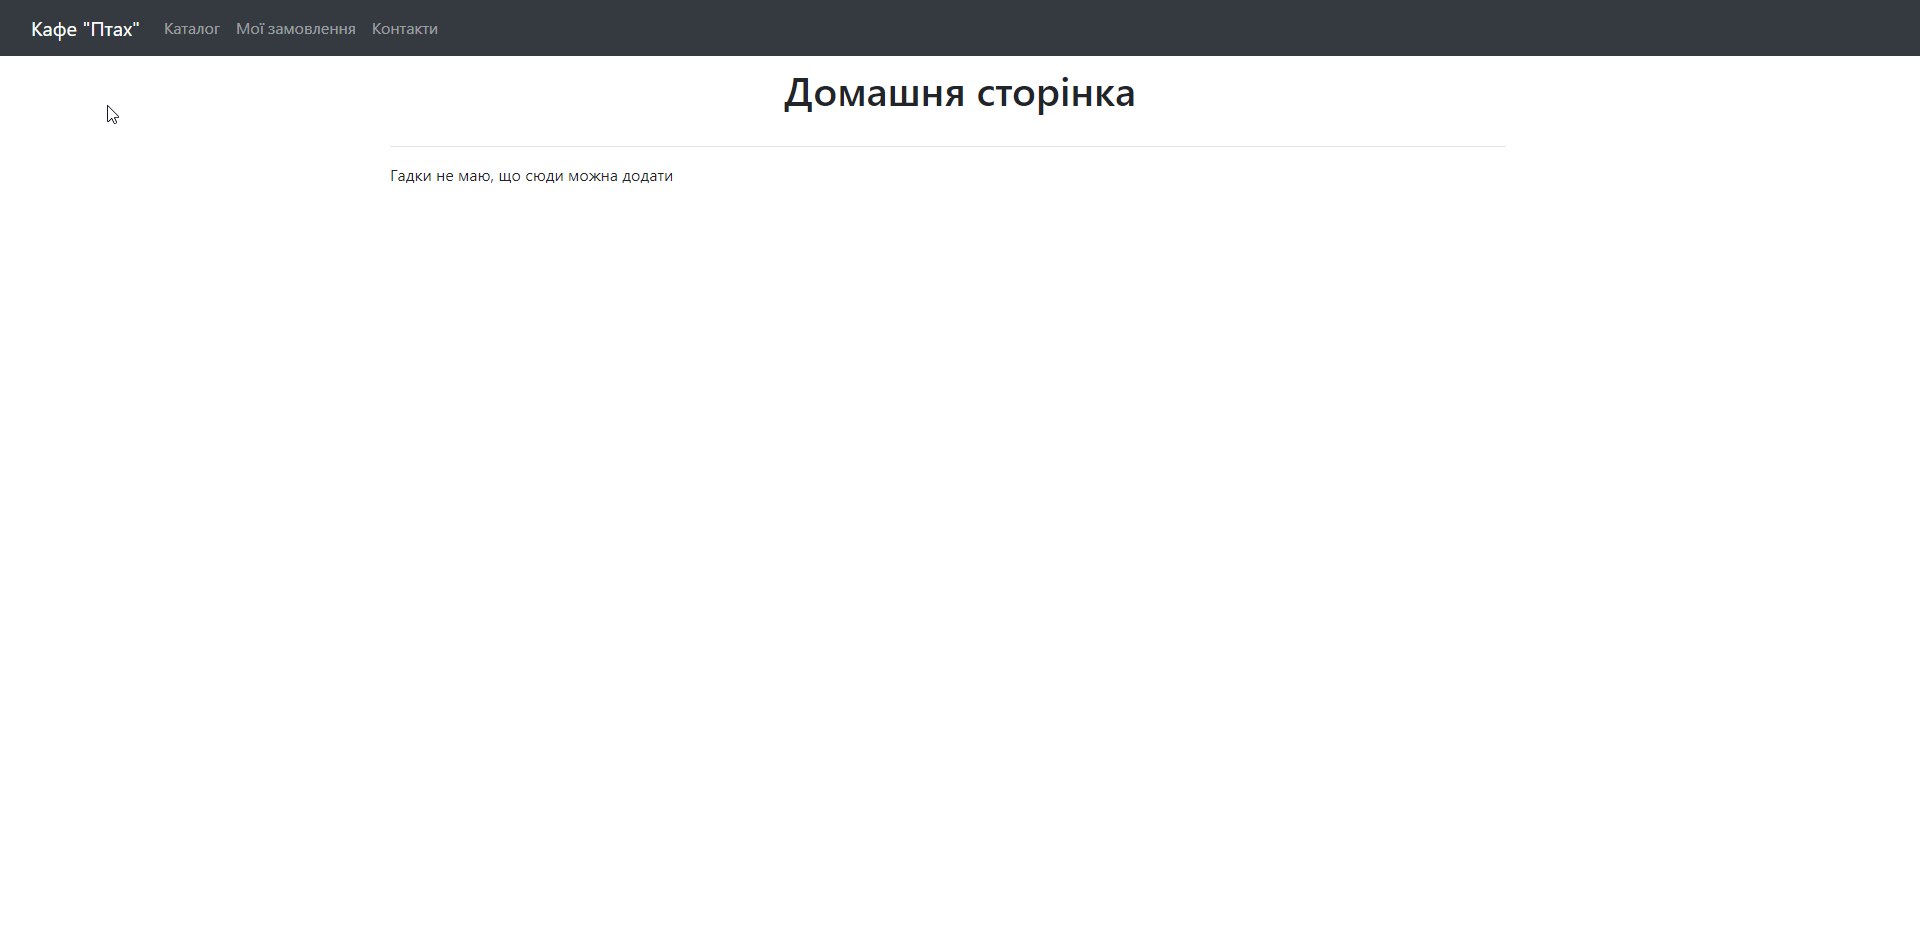 Кафе "Птах" Каталог Мої замовлення Контакти
Домашня сторінка
Гадки не маю, що сюди можна додати